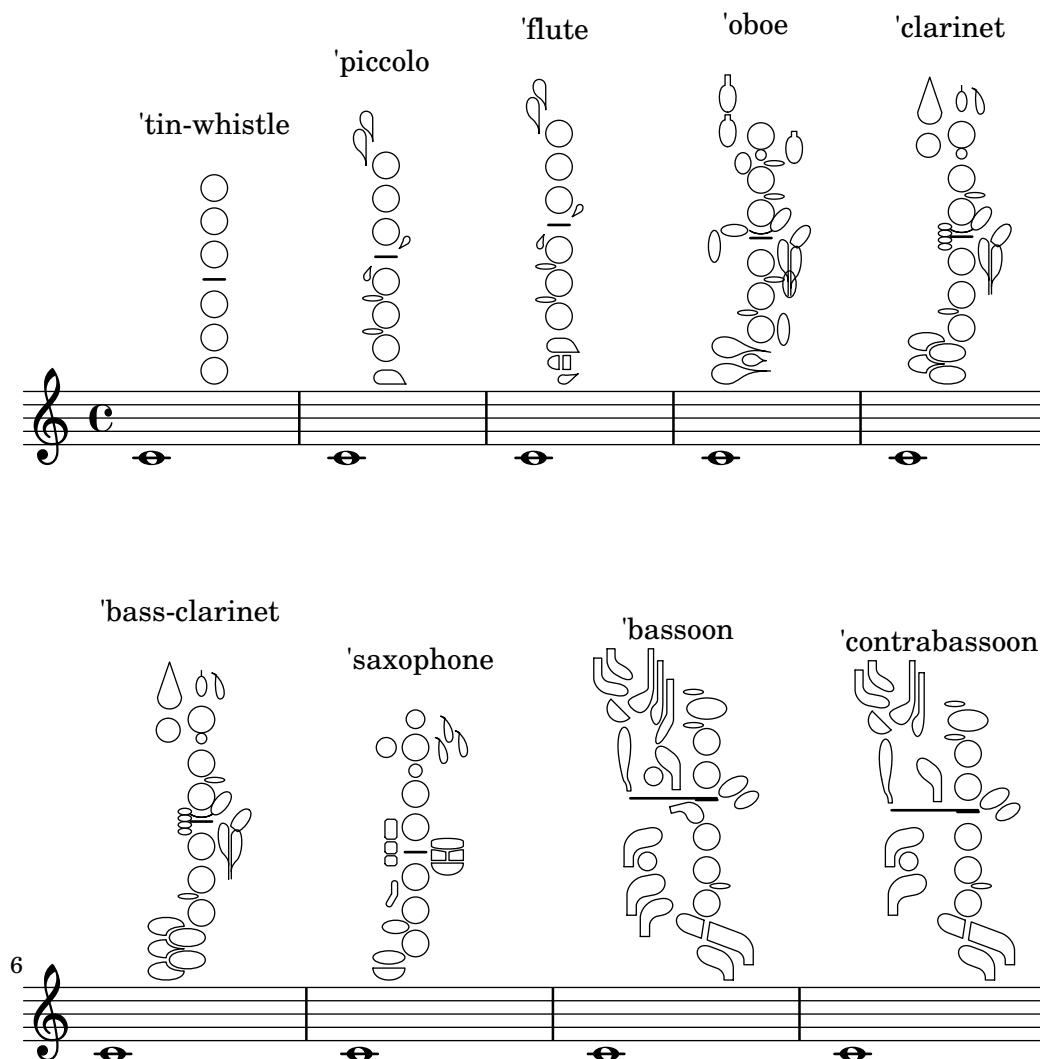 'tin-whistle
'piccolo
'flute
'oboe
'clarinet
'bass-clarinet
'saxophone
'bassoon
'contrabassoon
6